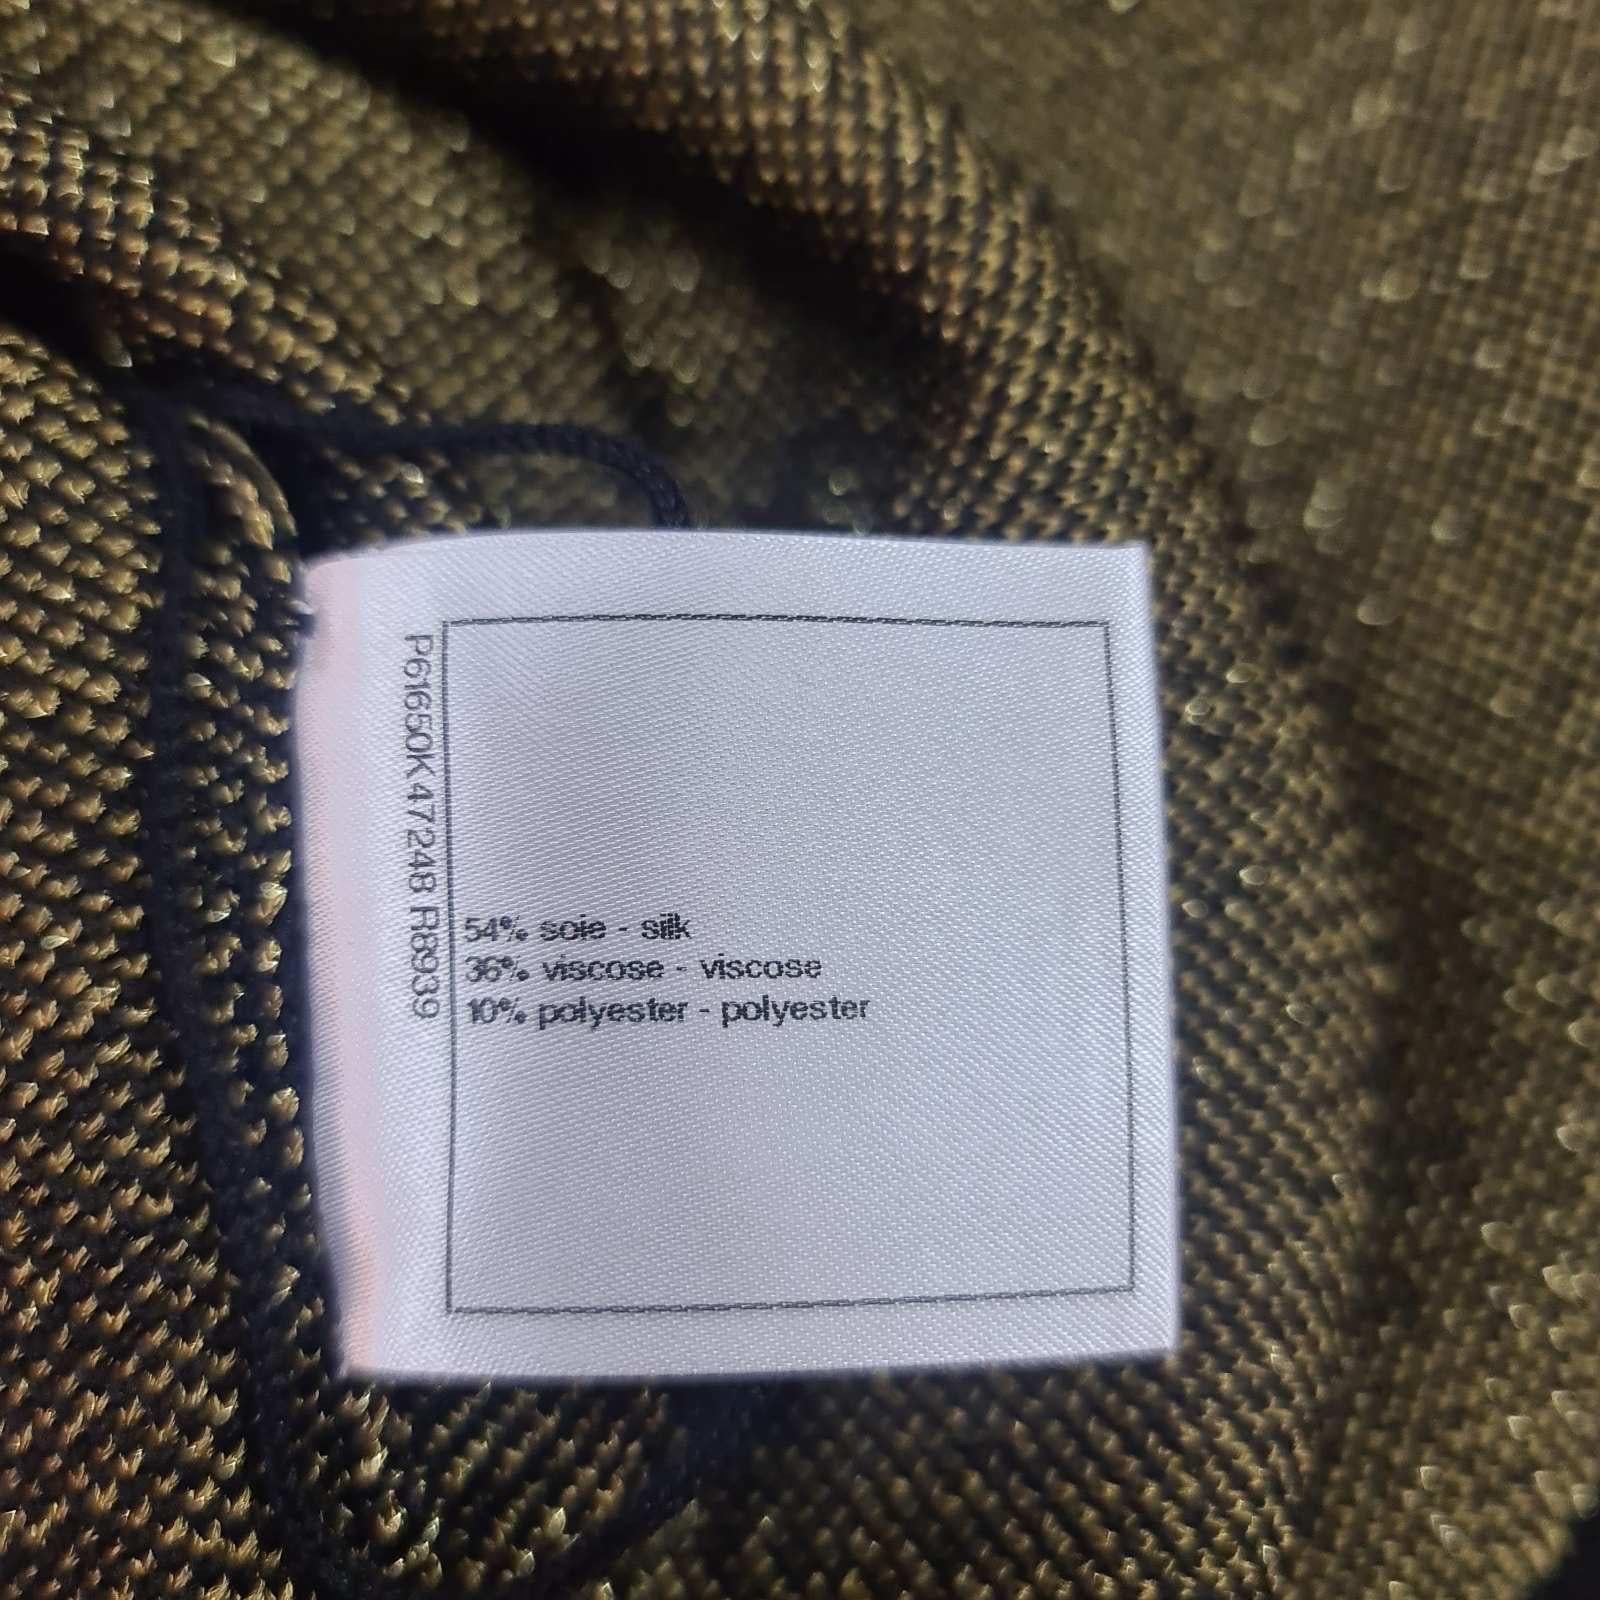 P61650K47248 R8939
54% soie - silk
36% viscose - viscose
10% polyester - polyester